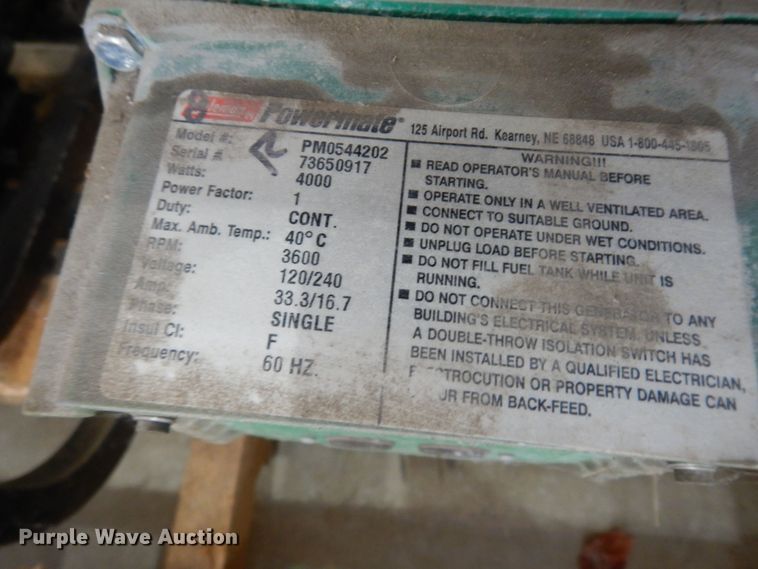 Powermate®
125 Airport Rd. Kearney, NE 68848 USA 1-800-445-1805
Model #: PM0544202
Serial # 73650917
Watts: 4000
Power Factor: 1
Duty: CONT.
Max. Amb. Temp.: 40° C
RPM: 3600
Voltage: 120/240
Amp. 33.3/16.7
Phase: SINGLE
Insul Cl: F
Frequency: 60 HZ.
WARNING!!!
■ READ OPERATOR'S MANUAL BEFORE
STARTING.
■ OPERATE ONLY IN A WELL VENTILATED AREA.
■ CONNECT TO SUITABLE GROUND.
■ DO NOT OPERATE UNDER WET CONDITIONS.
■ UNPLUG LOAD BEFORE STARTING.
■ DO NOT FILL FUEL TANK WHILE UNIT IS
RUNNING.
■ DO NOT CONNECT THIS GENERATOR TO ANY
BUILDING'S ELECTRICAL SYSTEM, UNLESS
A DOUBLE-THROW ISOLATION SWITCH HAS
BEEN INSTALLED BY A QUALIFIED ELECTRICIAN,
OR PROPERTY DAMAGE CAN
FROM BACK-FEED.
Purple Wave Auction